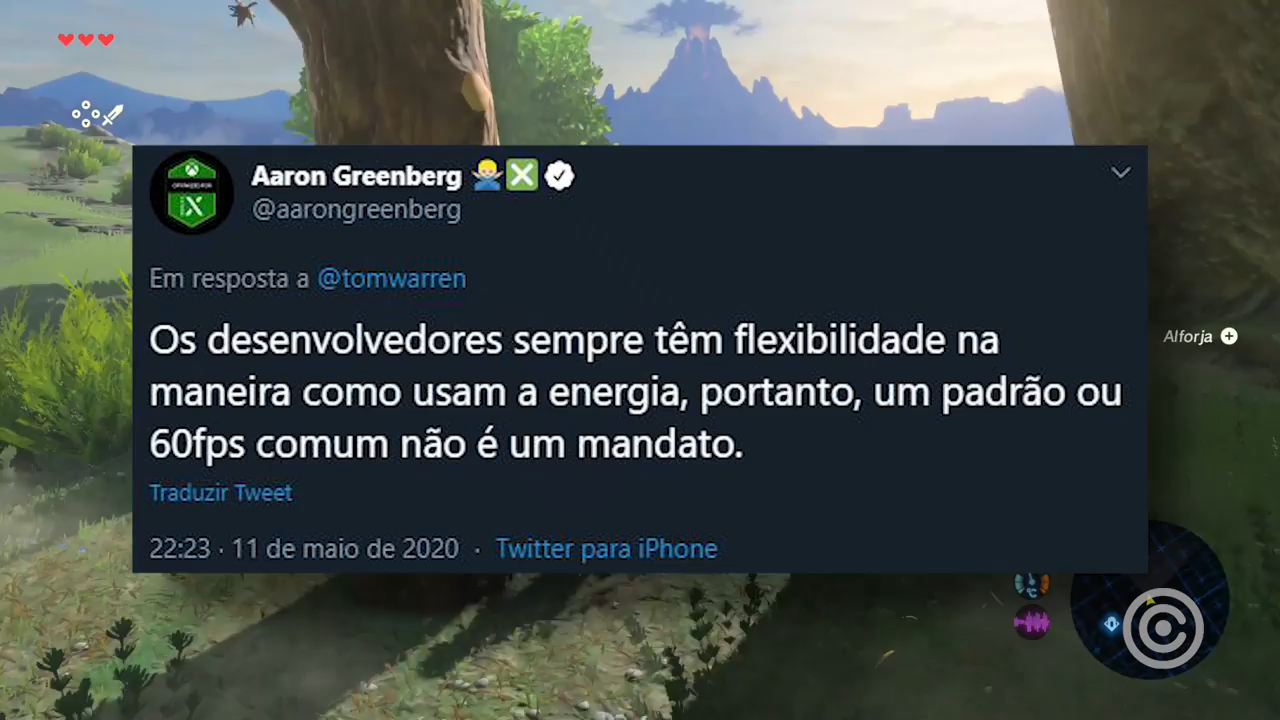 Aaron Greenberg
@aarongreenberg
Em resposta a @tomwarren
Os desenvolvedores sempre têm flexibilidade na
maneira como usam a energia, portanto, um padrão ou
60fps comum não é um mandato.
Traduzir Tweet
22:23 · 11 de maio de 2020 · Twitter para iPhone
Alforja